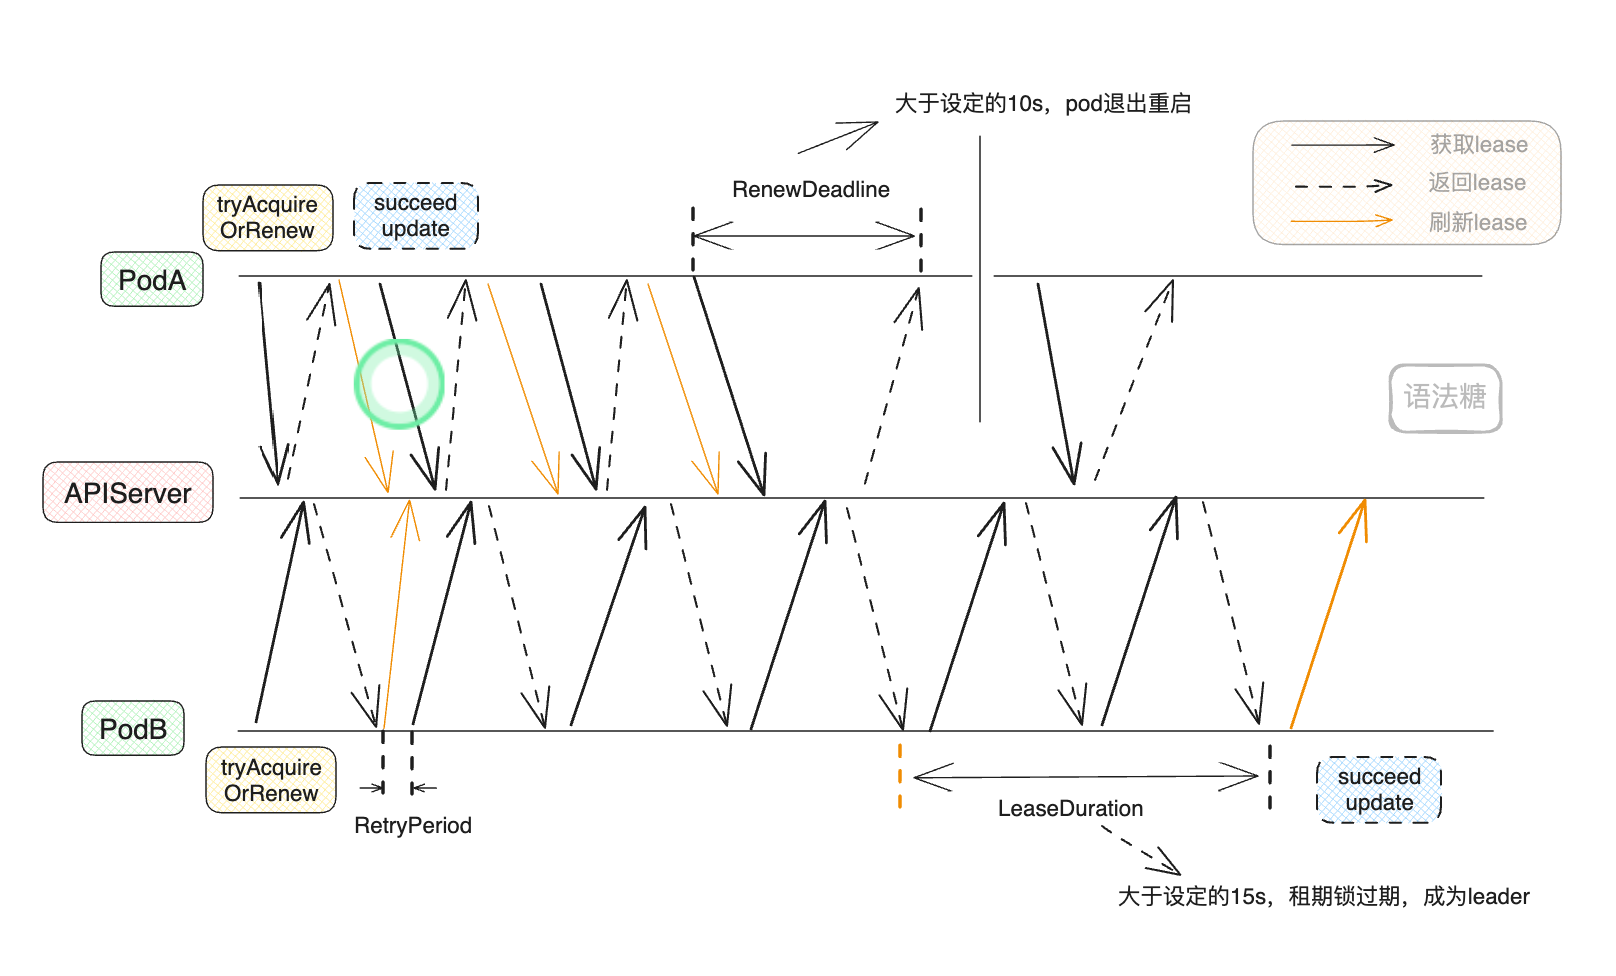 大于设定的10s，pod退出重启
获取lease
返回lease
刷新lease
RenewDeadline
tryAcquire
OrRenew
succeed
update
PodA
语法糖
APIServer
PodB
tryAcquire
OrRenew
RetryPeriod
LeaseDuration
succeed
update
大于设定的15s，租期锁过期，成为leader